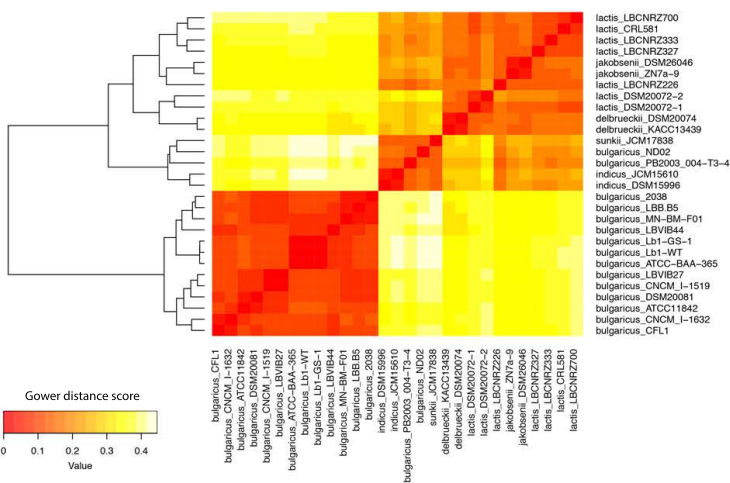 lactis_LBCNRZ700
lactis_CRL581
lactis_LBCNRZ333
lactis_LBCNRZ327
jakobsenii_DSM26046
jakobsenii_ZN7a−9
lactis_LBCNRZ226
lactis_DSM20072−2
lactis_DSM20072−1
delbrueckii_DSM20074
delbrueckii_KACC13439
sunkii_JCM17838
bulgaricus_ND02
bulgaricus_PB2003_004−T3−4
indicus_JCM15610
indicus_DSM15996
bulgaricus_2038
bulgaricus_LBB.B5
bulgaricus_MN−BM−F01
bulgaricus_LBVIB44
bulgaricus_Lb1−GS−1
bulgaricus_Lb1−WT
bulgaricus_ATCC−BAA−365
bulgaricus_LBVIB27
bulgaricus_CNCM_I−1519
bulgaricus_DSM20081
bulgaricus_ATCC11842
bulgaricus_CNCM_I−1632
bulgaricus_CFL1
bulgaricus_CFL1
bulgaricus_CNCM_I−1632
bulgaricus_ATCC11842
bulgaricus_DSM20081
bulgaricus_CNCM_I−1519
bulgaricus_LBVIB27
bulgaricus_ATCC−BAA−365
bulgaricus_Lb1−WT
bulgaricus_Lb1−GS−1
bulgaricus_LBVIB44
bulgaricus_MN−BM−F01
bulgaricus_LBB.B5
bulgaricus_2038
indicus_DSM15996
indicus_JCM15610
bulgaricus_PB2003_004−T3−4
bulgaricus_ND02
sunkii_JCM17838
delbrueckii_KACC13439
delbrueckii_DSM20074
lactis_DSM20072−1
lactis_DSM20072−2
lactis_LBCNRZ226
jakobsenii_ZN7a−9
jakobsenii_DSM26046
lactis_LBCNRZ327
lactis_LBCNRZ333
lactis_CRL581
lactis_LBCNRZ700
Gower distance score
0 0.1 0.2 0.3 0.4
Value